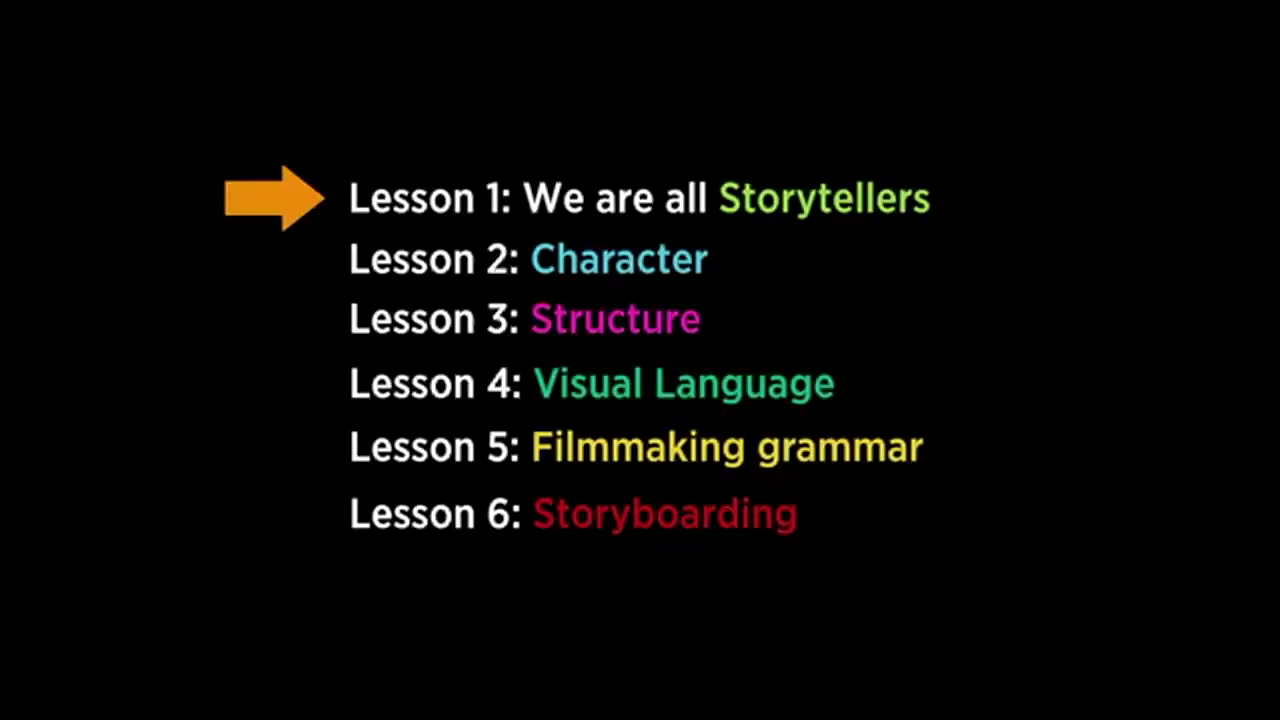 Lesson 1: We are all Storytellers
Lesson 2: Character
Lesson 3: Structure
Lesson 4: Visual Language
Lesson 5: Filmmaking grammar
Lesson 6: Storyboarding